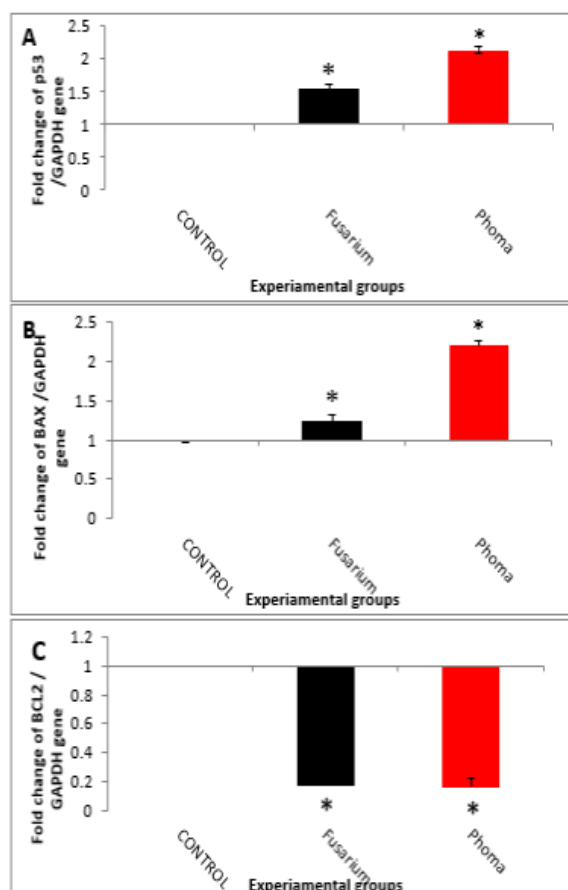 A
Fold change of p53
/GAPDH gene
2.5
2
1.5
1
0.5
0
*
*
CONTROL
Fusarium
Phoma
Experiamental groups
B
Fold change of BAX /GAPDH
gene
2.5
2
1.5
1
0.5
0
*
*
CONTROL
Fusarium
Phoma
Experiamental groups
C
Fold change of BCL2 /
GAPDH gene
1.2
1
0.8
0.6
0.4
0.2
0
*
*
CONTROL
Fusarium
Phoma
Experiamental groups